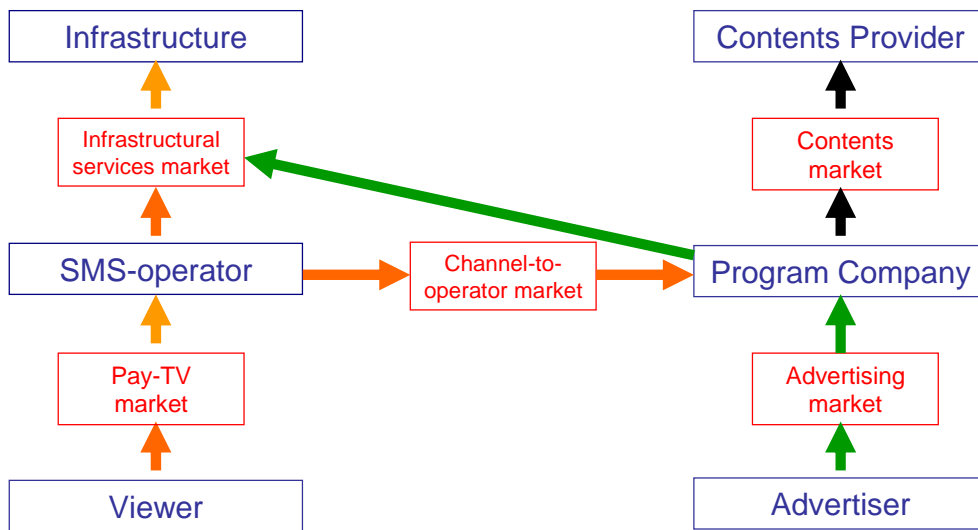 Infrastructure
Contents Provider
Infrastructural
services market
Contents
market
SMS-operator
Channel-to-
operator market
Program Company
Pay-TV
market
Advertising
market
Viewer
Advertiser